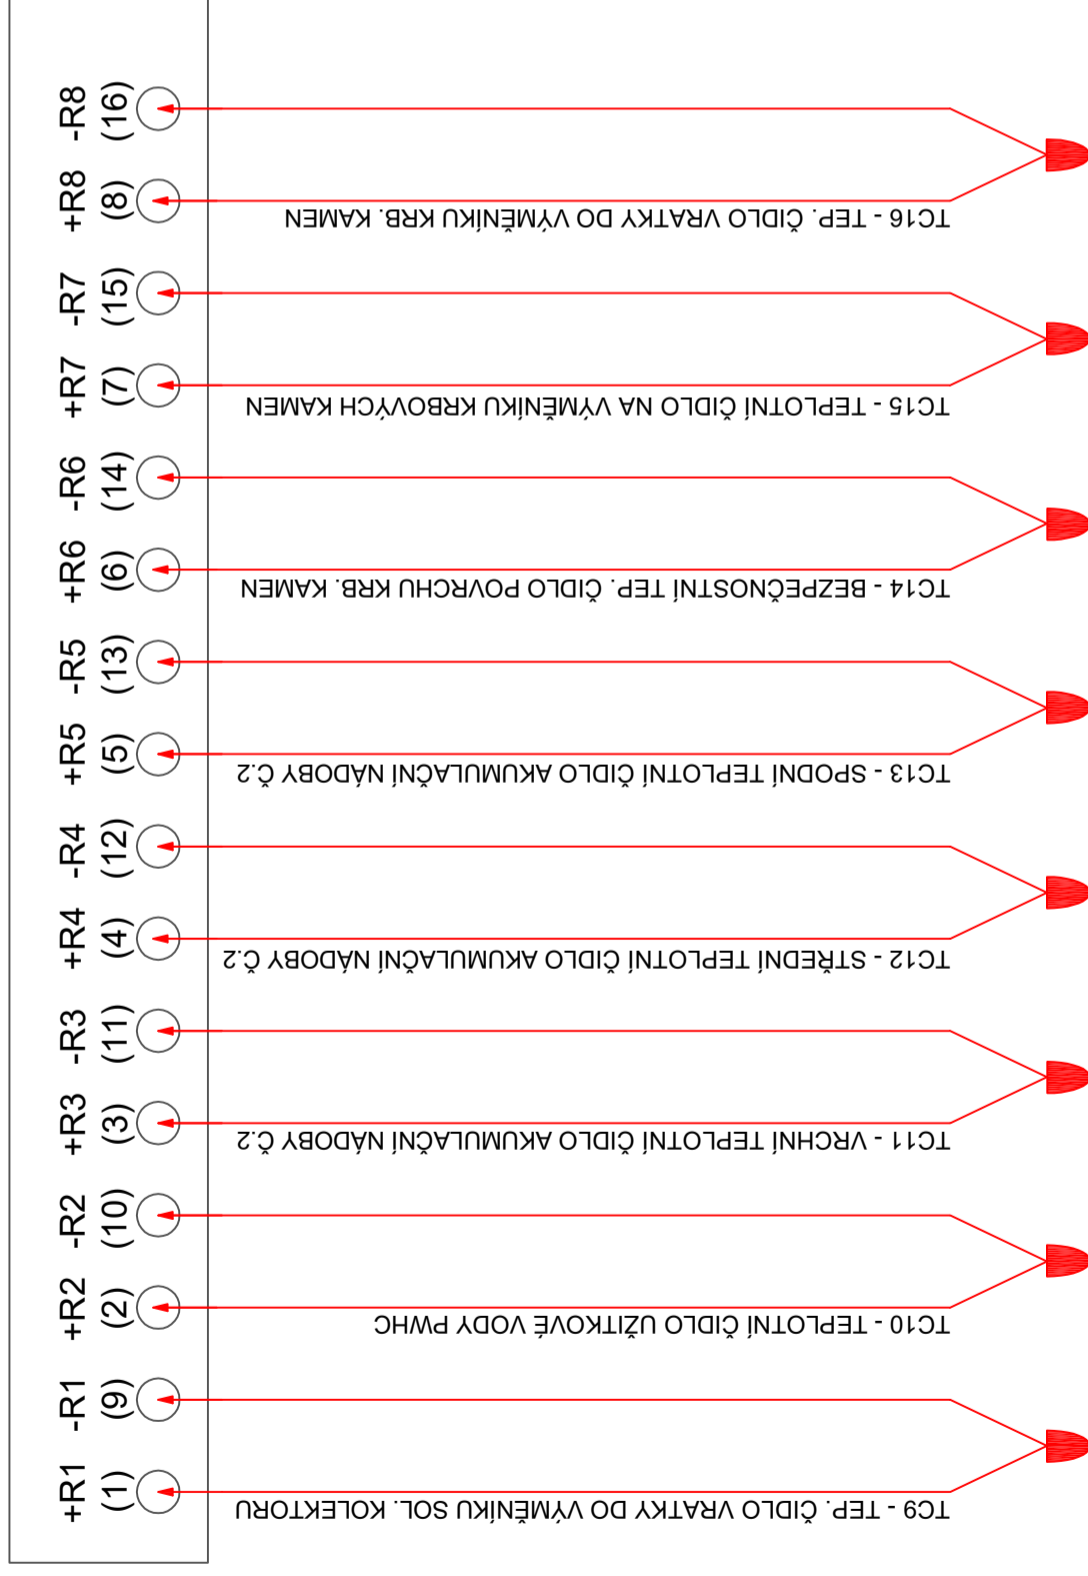 -R8
(16)
+R8
(8)
TC16 - TEP. ČIDLO VRATKY DO VÝMĚNÍKU KRB. KAMEN
-R7
(15)
+R7
(7)
TC15 - TEPLOTNÍ ČIDLO NA VÝMĚNÍKU KRBOVÝCH KAMEN
-R6
(14)
+R6
(6)
TC14 - BEZPEČNOSTNÍ TEP. ČIDLO POVRCHU KRB. KAMEN
-R5
(13)
+R5
(5)
TC13 - SPODNÍ TEPLOTNÍ ČIDLO AKUMULAČNÍ NÁDOBY Č.2
-R4
(12)
+R4
(4)
TC12 - STŘEDNÍ TEPLOTNÍ ČIDLO AKUMULAČNÍ NÁDOBY Č.2
-R3
(11)
+R3
(3)
TC11 - VRCHNÍ TEPLOTNÍ ČIDLO AKUMULAČNÍ NÁDOBY Č.2
-R2
(10)
+R2
(2)
TC10 - TEPLOTNÍ ČIDLO UŽITKOVÉ VODY PWHC
-R1
(9)
+R1
(1)
TC9 - TEP. ČIDLO VRATKY DO VÝMĚNÍKU SOL. KOLEKTORU